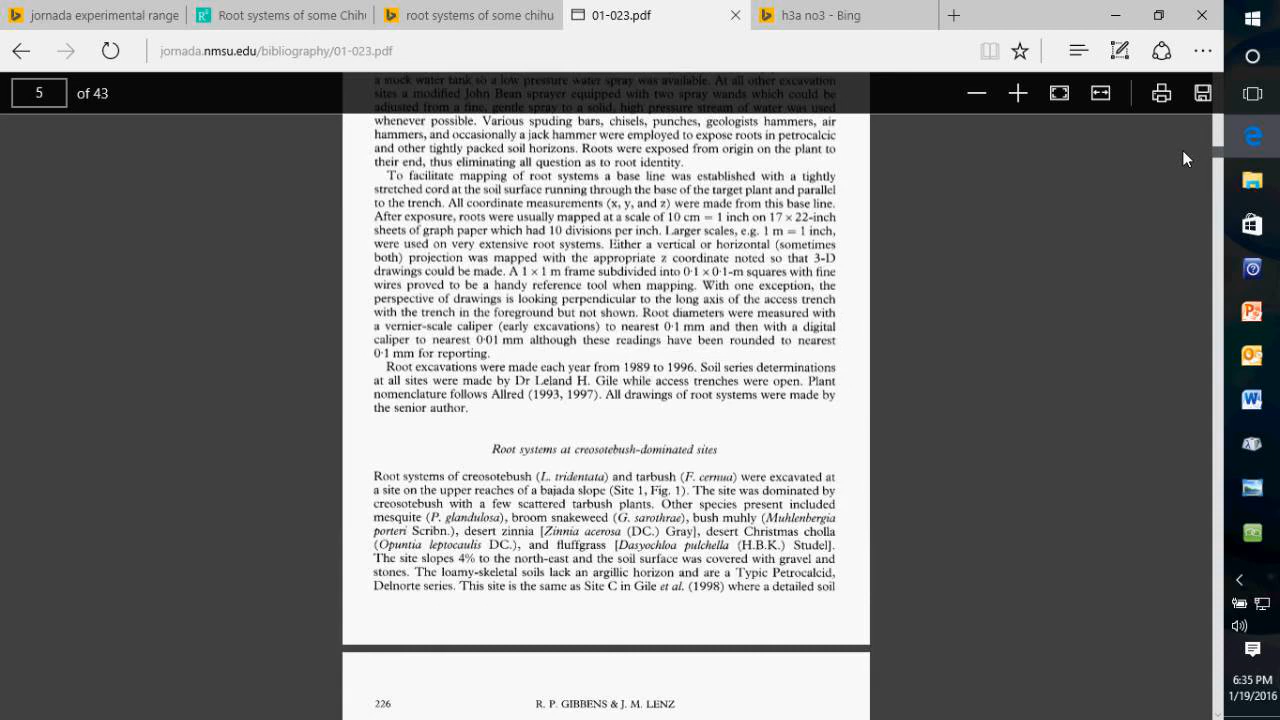 jornada experimental range
Root systems of some Chihu
root systems of some chihu
01-023.pdf
h3a no3 - Bing
jornada.nmsu.edu/bibliography/01-023.pdf
5 of 43
a stock water tank so a low pressure water spray was available. At all other excavation
sites a modified John Bean sprayer equipped with two spray wands which could be
adjusted from a fine, gentle spray to a solid, high pressure stream of water was used
whenever possible. Various spuding bars, chisels, punches, geologists hammers, air
hammers, and occasionally a jack hammer were employed to expose roots in petrocalcic
and other tightly packed soil horizons. Roots were exposed from origin on the plant to
their end, thus eliminating all question as to root identity.
To facilitate mapping of root systems a base line was established with a tightly
stretched cord at the soil surface running through the base of the target plant and parallel
to the trench. All coordinate measurements (x, y, and z) were made from this base line.
After exposure, roots were usually mapped at a scale of 10 cm = 1 inch on 17 × 22-inch
sheets of graph paper which had 10 divisions per inch. Larger scales, e.g. 1 m = 1 inch,
were used on very extensive root systems. Either a vertical or horizontal (sometimes
both) projection was mapped with the appropriate z coordinate noted so that 3-D
drawings could be made. A 1 × 1 m frame subdivided into 0·1 × 0·1-m squares with fine
wires proved to be a handy reference tool when mapping. With one exception, the
perspective of drawings is looking perpendicular to the long axis of the access trench
with the trench in the foreground but not shown. Root diameters were measured with
a vernier-scale caliper (early excavations) to nearest 0·1 mm and then with a digital
caliper to nearest 0·01 mm although these readings have been rounded to nearest
0·1 mm for reporting.
Root excavations were made each year from 1989 to 1996. Soil series determinations
at all sites were made by Dr Leland H. Gile while access trenches were open. Plant
nomenclature follows Allred (1993, 1997). All drawings of root systems were made by
the senior author.
Root systems at creosotebush-dominated sites
Root systems of creosotebush (L. tridentata) and tarbush (F. cernua) were excavated at
a site on the upper reaches of a bajada slope (Site 1, Fig. 1). The site was dominated by
creosotebush with a few scattered tarbush plants. Other species present included
mesquite (P. glandulosa), broom snakeweed (G. sarothrae), bush muhly (Muhlenbergia
porteri Scribn.), desert zinnia [Zinnia acerosa (DC.) Gray], desert Christmas cholla
(Opuntia leptocaulis DC.), and fluffgrass [Dasyochloa pulchella (H.B.K.) Studel].
The site slopes 4% to the north-east and the soil surface was covered with gravel and
stones. The loamy-skeletal soils lack an argillic horizon and are a Typic Petrocalcid,
Delnorte series. This site is the same as Site C in Gile et al. (1998) where a detailed soil
226 R. P. GIBBENS & J. M. LENZ
6:35 PM
1/19/2016